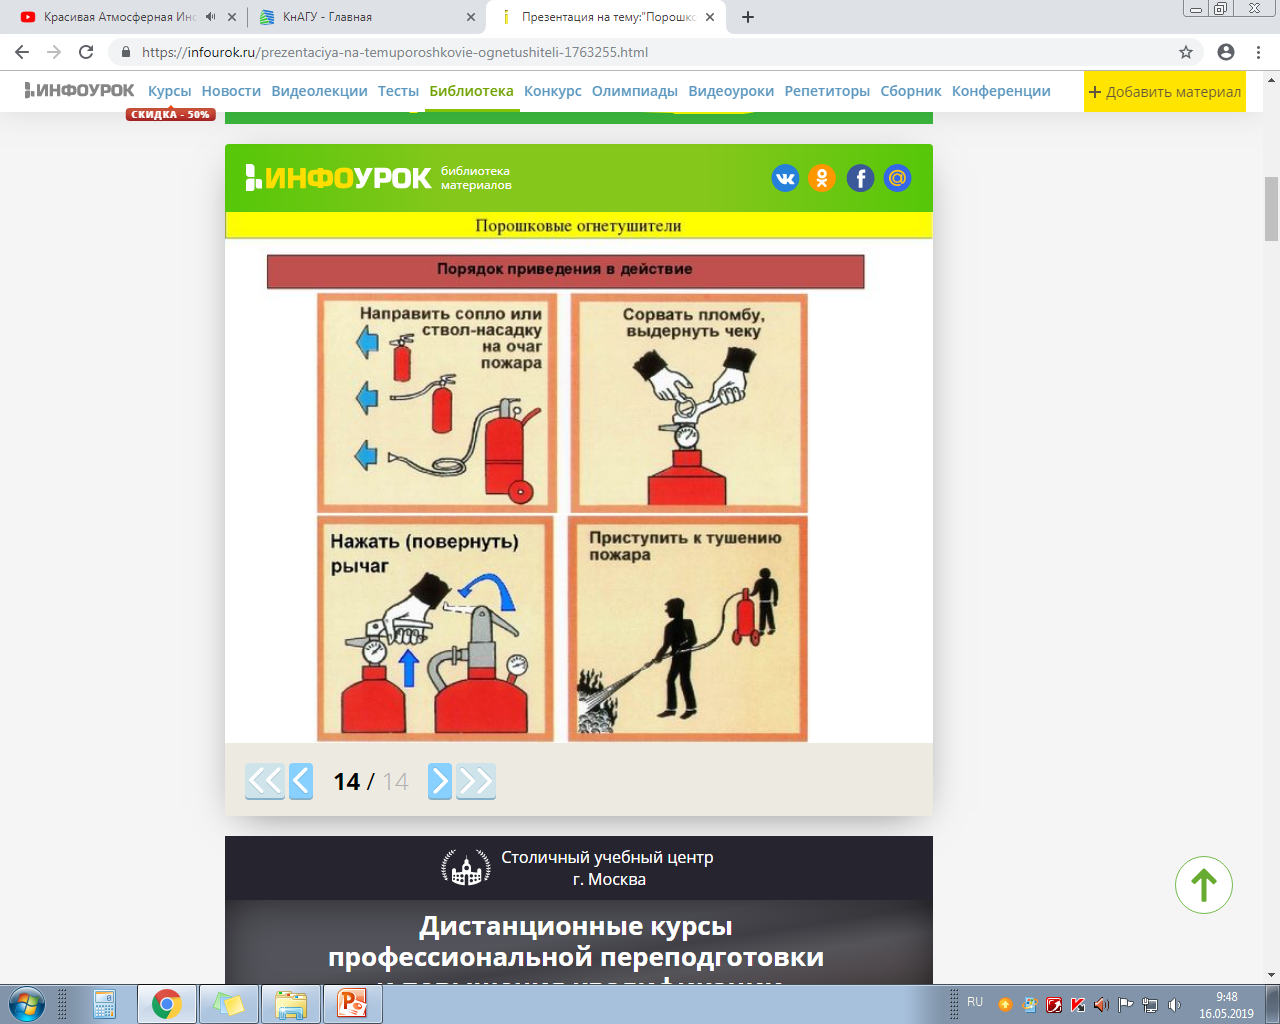 Красивая Атмосферная Инс
КнАГУ - Главная
Презентация на тему:"Порошко
https://infourok.ru/prezentaciya-na-temuporoshkovie-ognetushiteli-1763255.html
ИНФОУРОК
Курсы
Новости
Видеолекции
Тесты
Библиотека
Конкурс
Олимпиады
Видеоуроки
Репетиторы
Сборник
Конференции
+ Добавить материал
СКИДКА - 50%
ИНФОУРОК
библиотека
материалов
Порошковые огнетушители
Порядок приведения в действие
Направить сопло или
ствол-насадку
на очаг
пожара
Сорвать пломбу,
выдернуть чеку
Нажать (повернуть)
рычаг
Приступить к тушению
пожара
14 / 14
Столичный учебный центр
г. Москва
Дистанционные курсы
профессиональной переподготовки
RU
9:48
16.05.2019